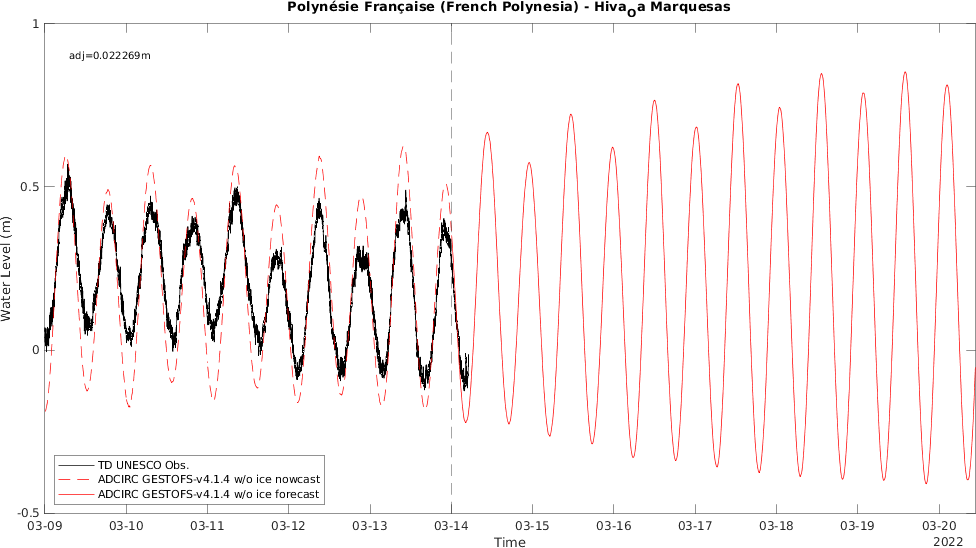 Polynésie Française (French Polynesia) - HivaOa Marquesas
1
adj=0.022269m
0.5
Water Level (m)
0
TD UNESCO Obs.
ADCIRC GESTOFS-v4.1.4 w/o ice nowcast
ADCIRC GESTOFS-v4.1.4 w/o ice forecast
-0.5
03-09 03-10 03-11 03-12 03-13 03-14 03-15 03-16 03-17 03-18 03-19 03-20
Time
2022